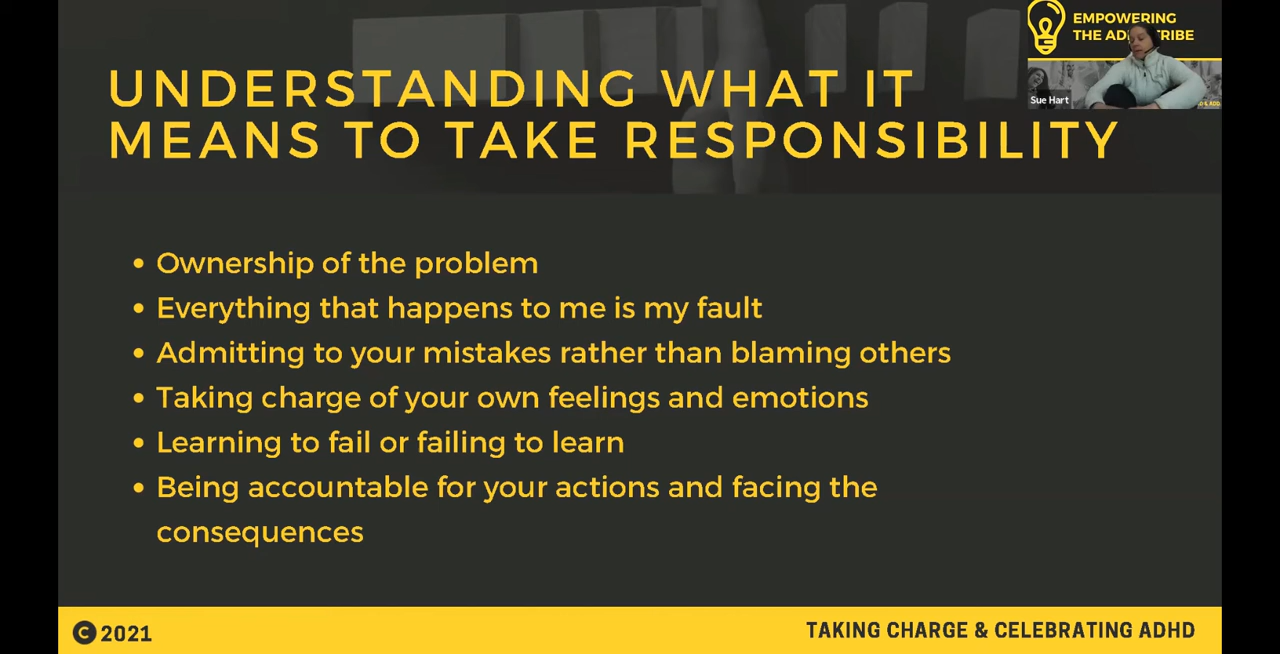 EMPOWERING
THE TRIBE
Sue Hart
UNDERSTANDING WHAT IT
MEANS TO TAKE RESPONSIBILITY
• Ownership of the problem
• Everything that happens to me is my fault
• Admitting to your mistakes rather than blaming others
• Taking charge of your own feelings and emotions
• Learning to fail or failing to learn
• Being accountable for your actions and facing the
consequences
© 2021
TAKING CHARGE & CELEBRATING ADHD